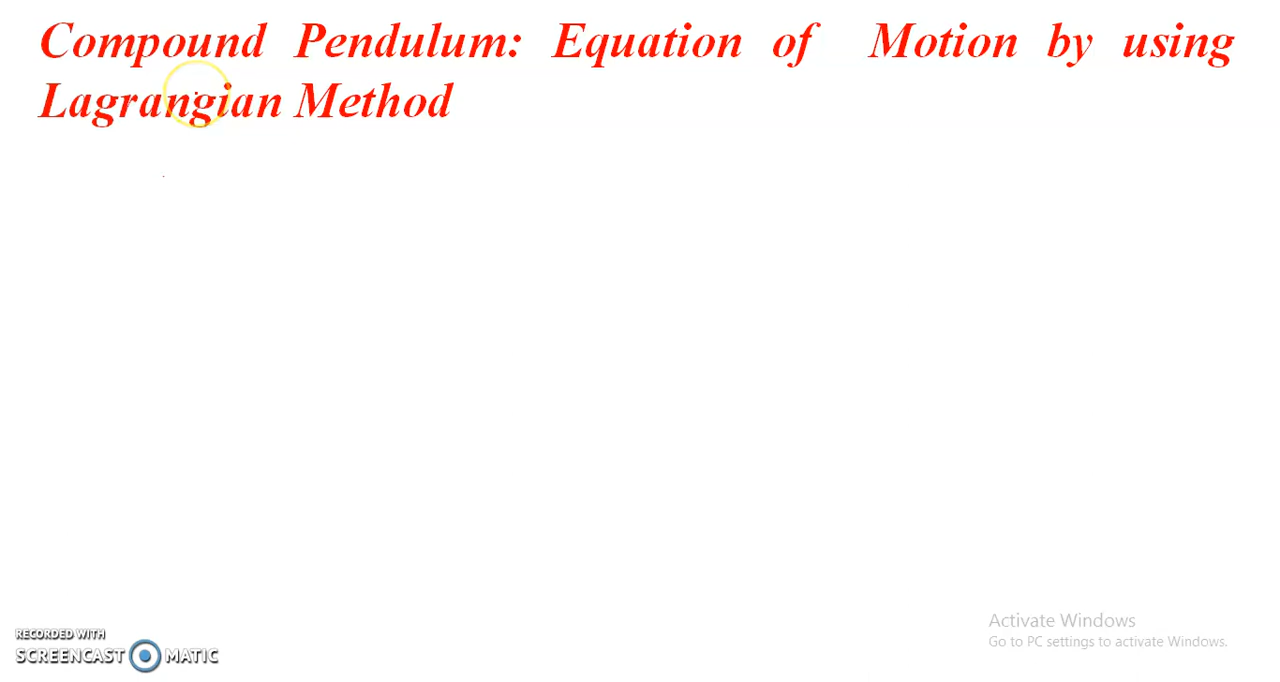 Compound Pendulum: Equation of Motion by using
Lagrangian Method
Activate Windows
Go to PC settings to activate Windows.
RECORDED WITH
SCREENCAST MATIC